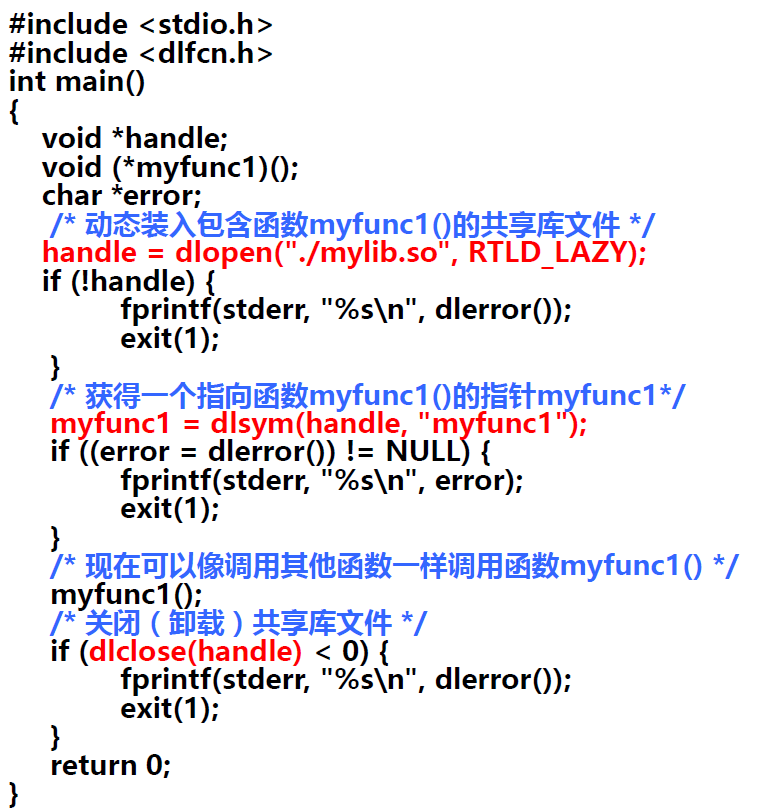 #include <stdio.h>
#include <dlfcn.h>
int main()
{
void *handle;
void (*myfunc1)();
char *error;
/* 动态装入包含函数myfunc1()的共享库文件 */
handle = dlopen("./mylib.so", RTLD_LAZY);
if (!handle) {
fprintf(stderr, "%s\n", dlerror());
exit(1);
}
/* 获得一个指向函数myfunc1()的指针myfunc1*/
myfunc1 = dlsym(handle, "myfunc1");
if ((error = dlerror()) != NULL) {
fprintf(stderr, "%s\n", error);
exit(1);
}
/* 现在可以像调用其他函数一样调用函数myfunc1() */
myfunc1();
/* 关闭（卸载）共享库文件 */
if (dlclose(handle) < 0) {
fprintf(stderr, "%s\n", dlerror());
exit(1);
}
return 0;
}